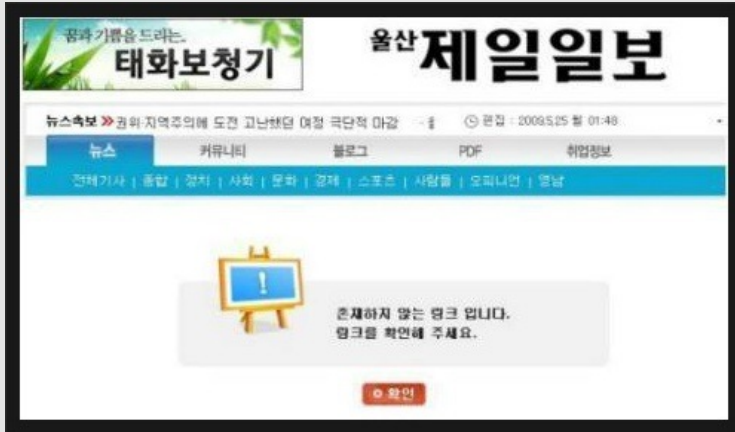 꿈과 기쁨을 드리는.
태화보청기
울산제일일보
뉴스속보 권위·지역주의에 도전 고난했던 여정 극단적 마감
편집 : 2009.5.25 월 01:48
뉴스 커뮤니티 블로그 PDF 취업정보
전체기사 | 종합 | 정치 | 사회 | 문화 | 경제 | 스포츠 | 사람들 | 오피니언 | 영남
!
존재하지 않는 링크 입니다.
링크를 확인해 주세요.
확인